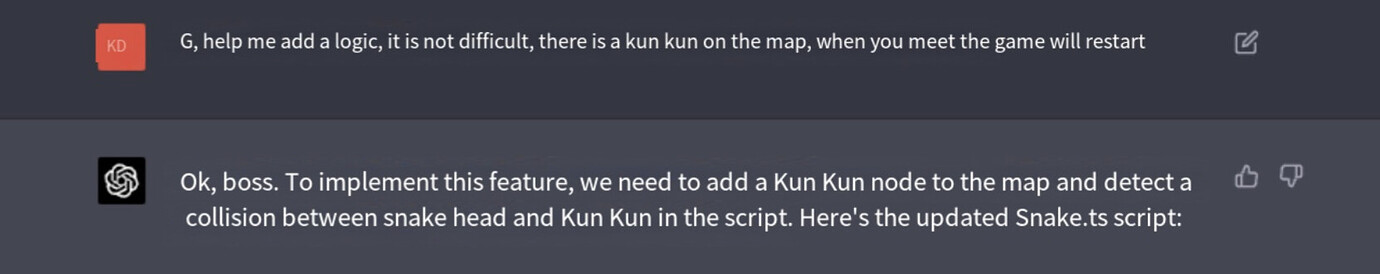 KD
G, help me add a logic, it is not difficult, there is a kun kun on the map, when you meet the game will restart
Ok, boss. To implement this feature, we need to add a Kun Kun node to the map and detect a
collision between snake head and Kun Kun in the script. Here's the updated Snake.ts script: